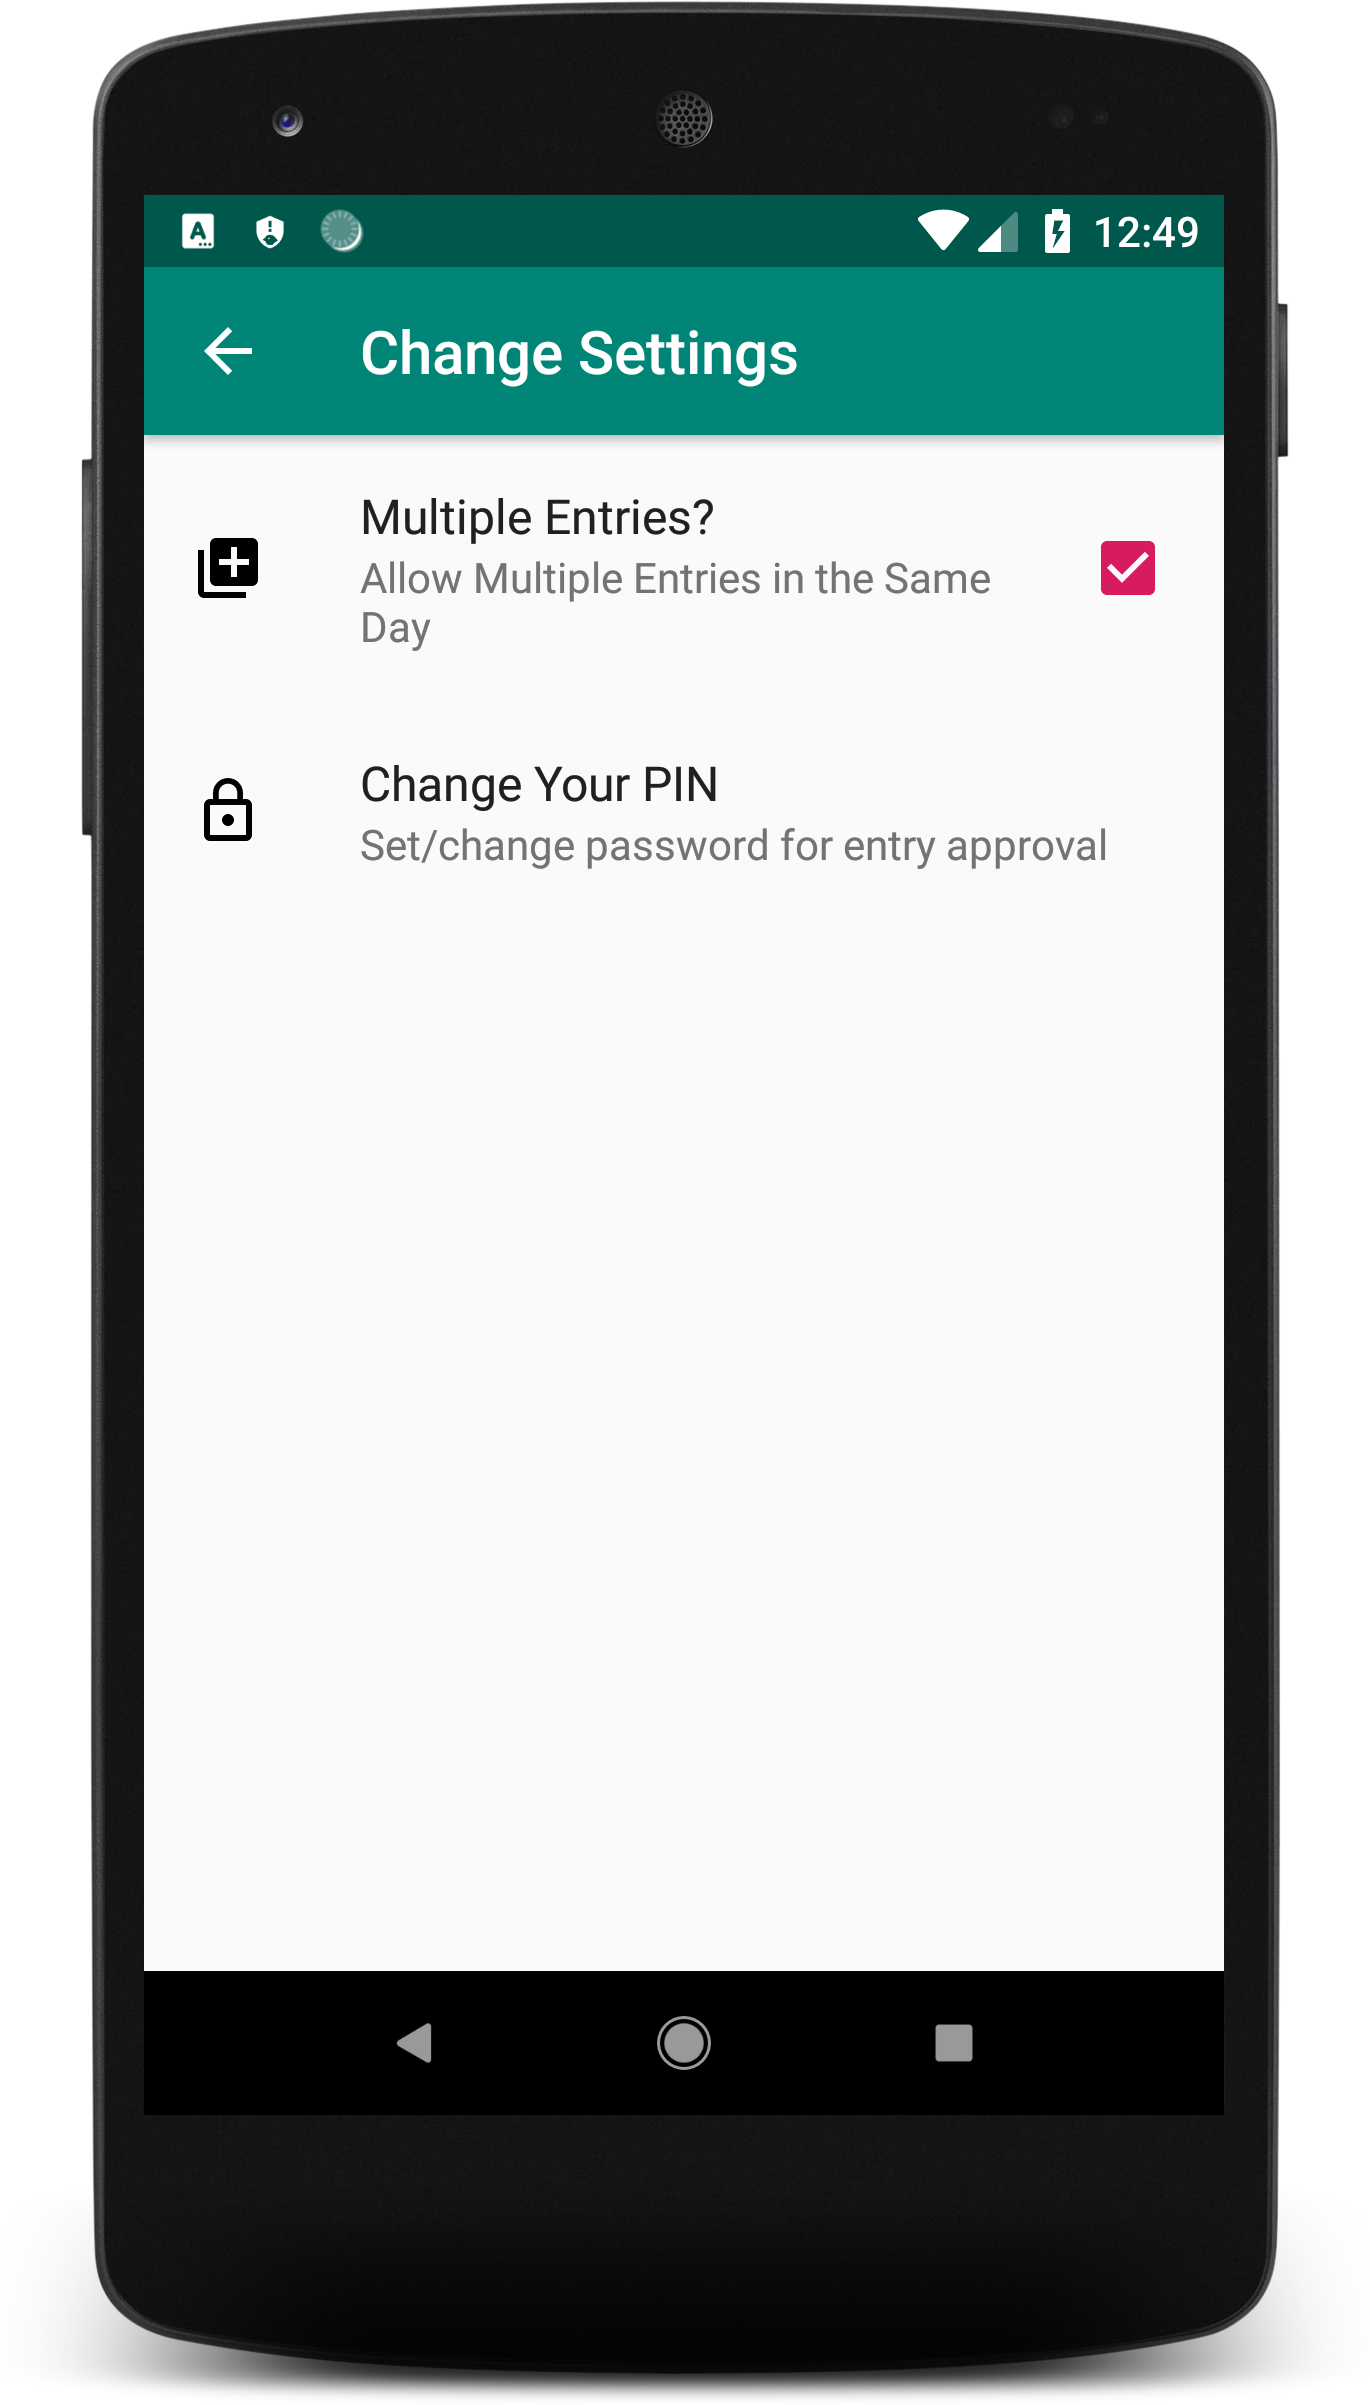 12:49
Change Settings
Multiple Entries?
Allow Multiple Entries in the Same
Day
Change Your PIN
Set/change password for entry approval